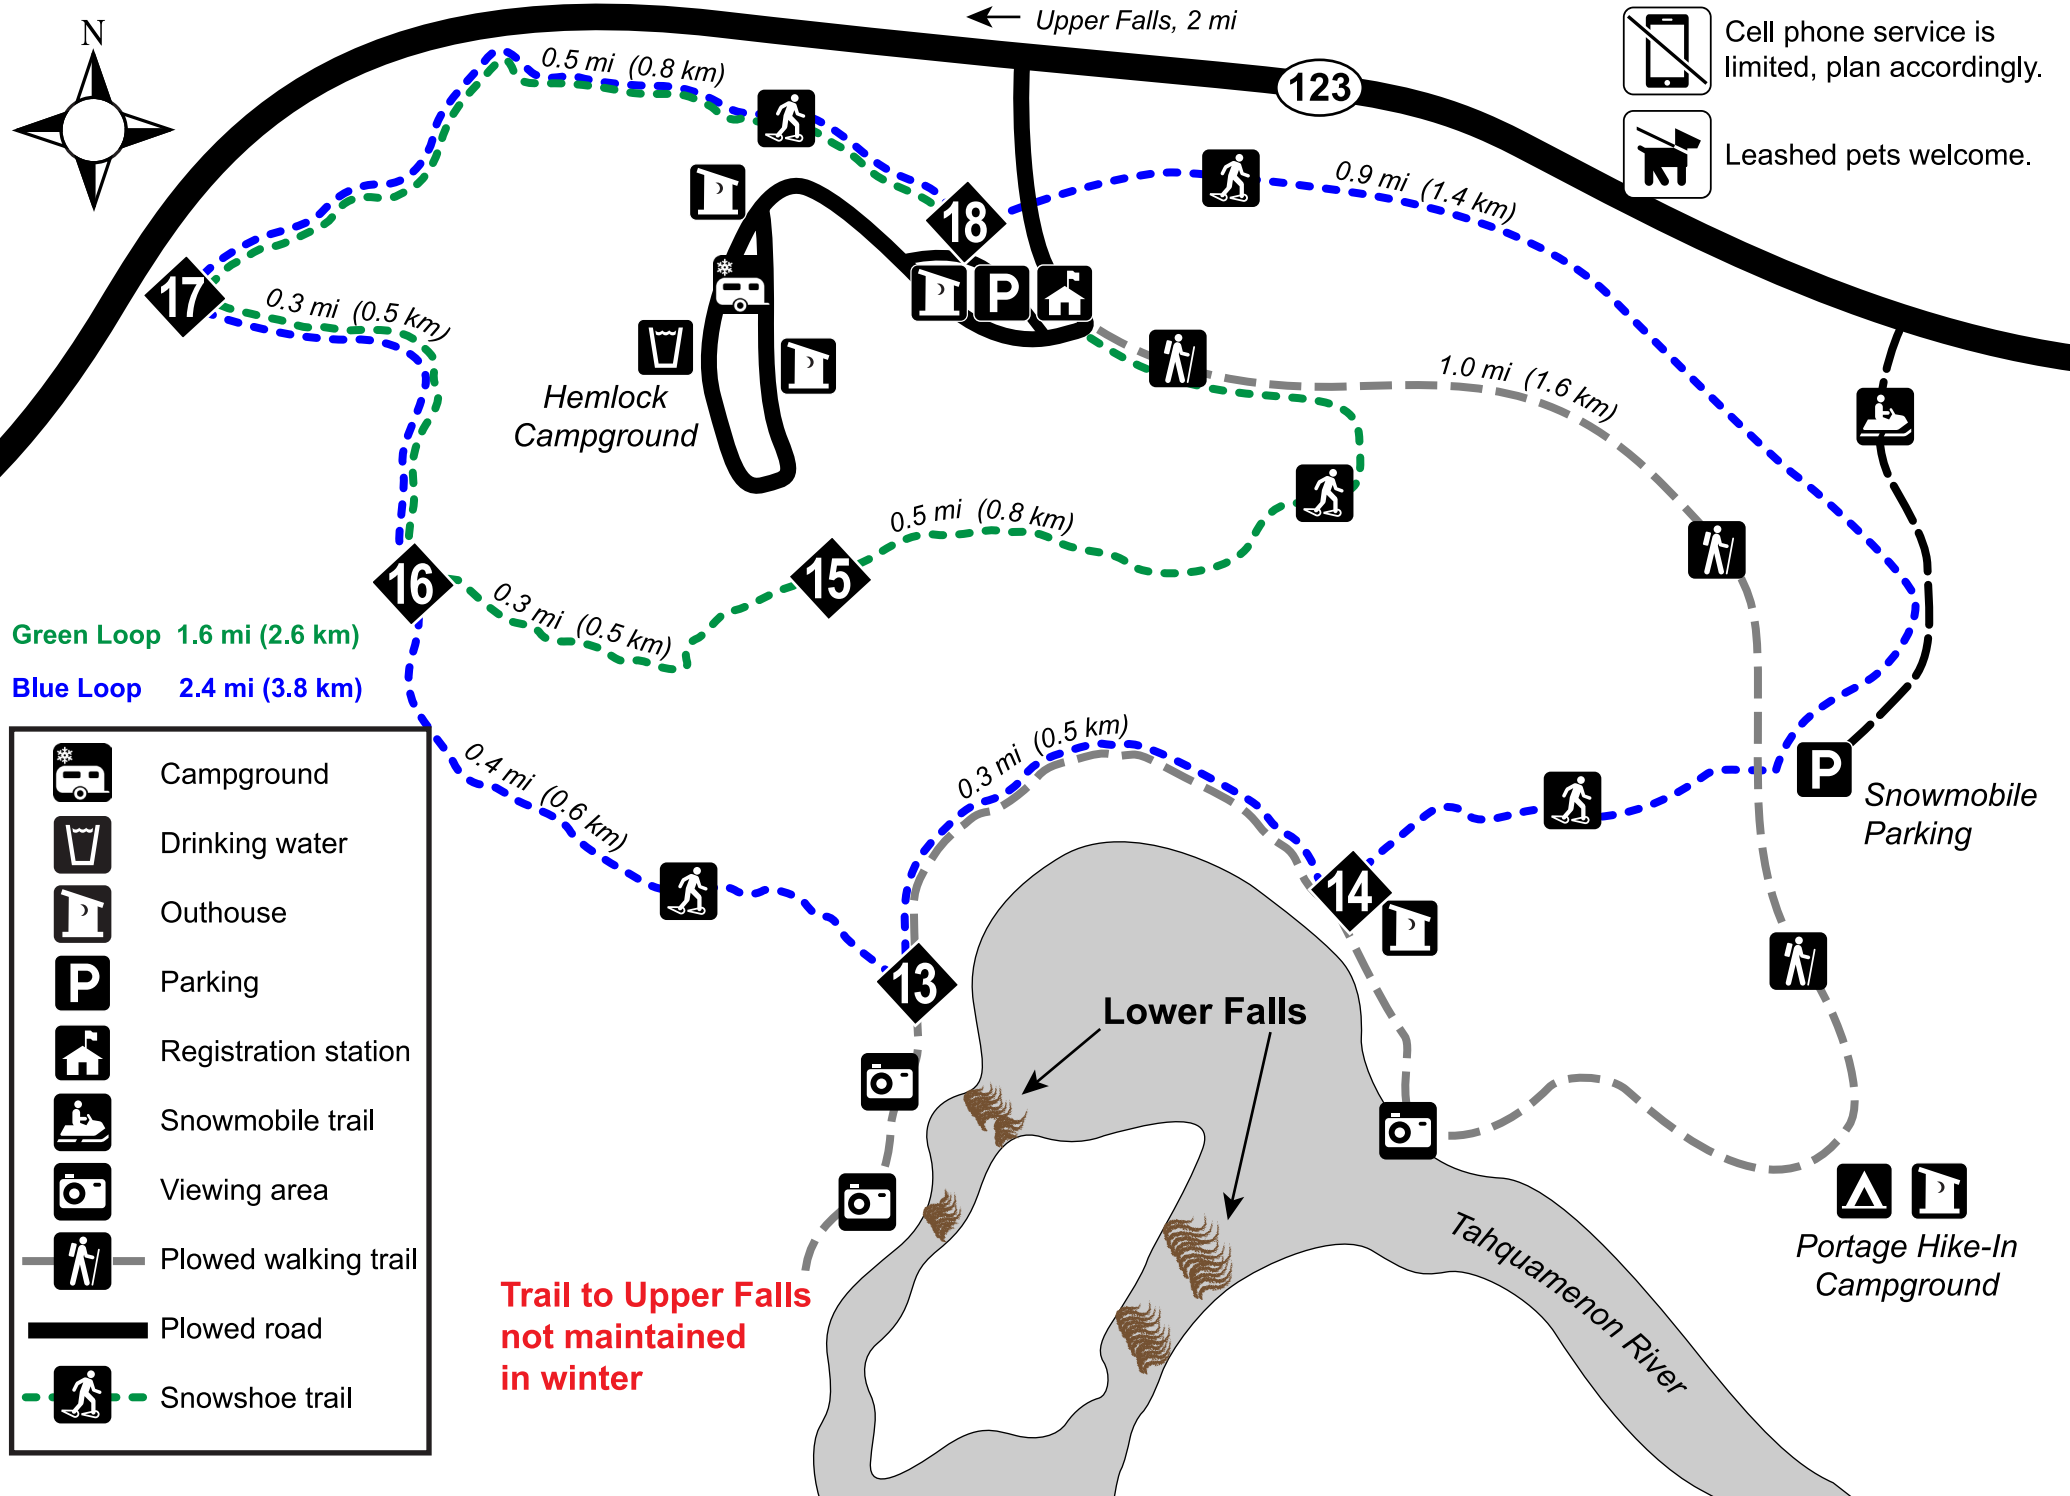 N
Upper Falls, 2 mi
Cell phone service is
limited, plan accordingly.
Leashed pets welcome.
0.5 mi (0.8 km)
123
18
0.9 mi (1.4 km)
17
0.3 mi (0.5 km)
P
Hemlock
Campground
1.0 mi (1.6 km)
0.5 mi (0.8 km)
15
16
0.3 mi (0.5 km)
Green Loop 1.6 mi (2.6 km)
Blue Loop 2.4 mi (3.8 km)
0.4 mi (0.6 km)
0.3 mi (0.5 km)
P
Snowmobile
Parking
14
13
Lower Falls
Campground
Drinking water
Outhouse
P
Parking
Registration station
Snowmobile trail
Viewing area
Plowed walking trail
Plowed road
Snowshoe trail
Trail to Upper Falls
not maintained
in winter
Tahquamenon River
Portage Hike-In
Campground